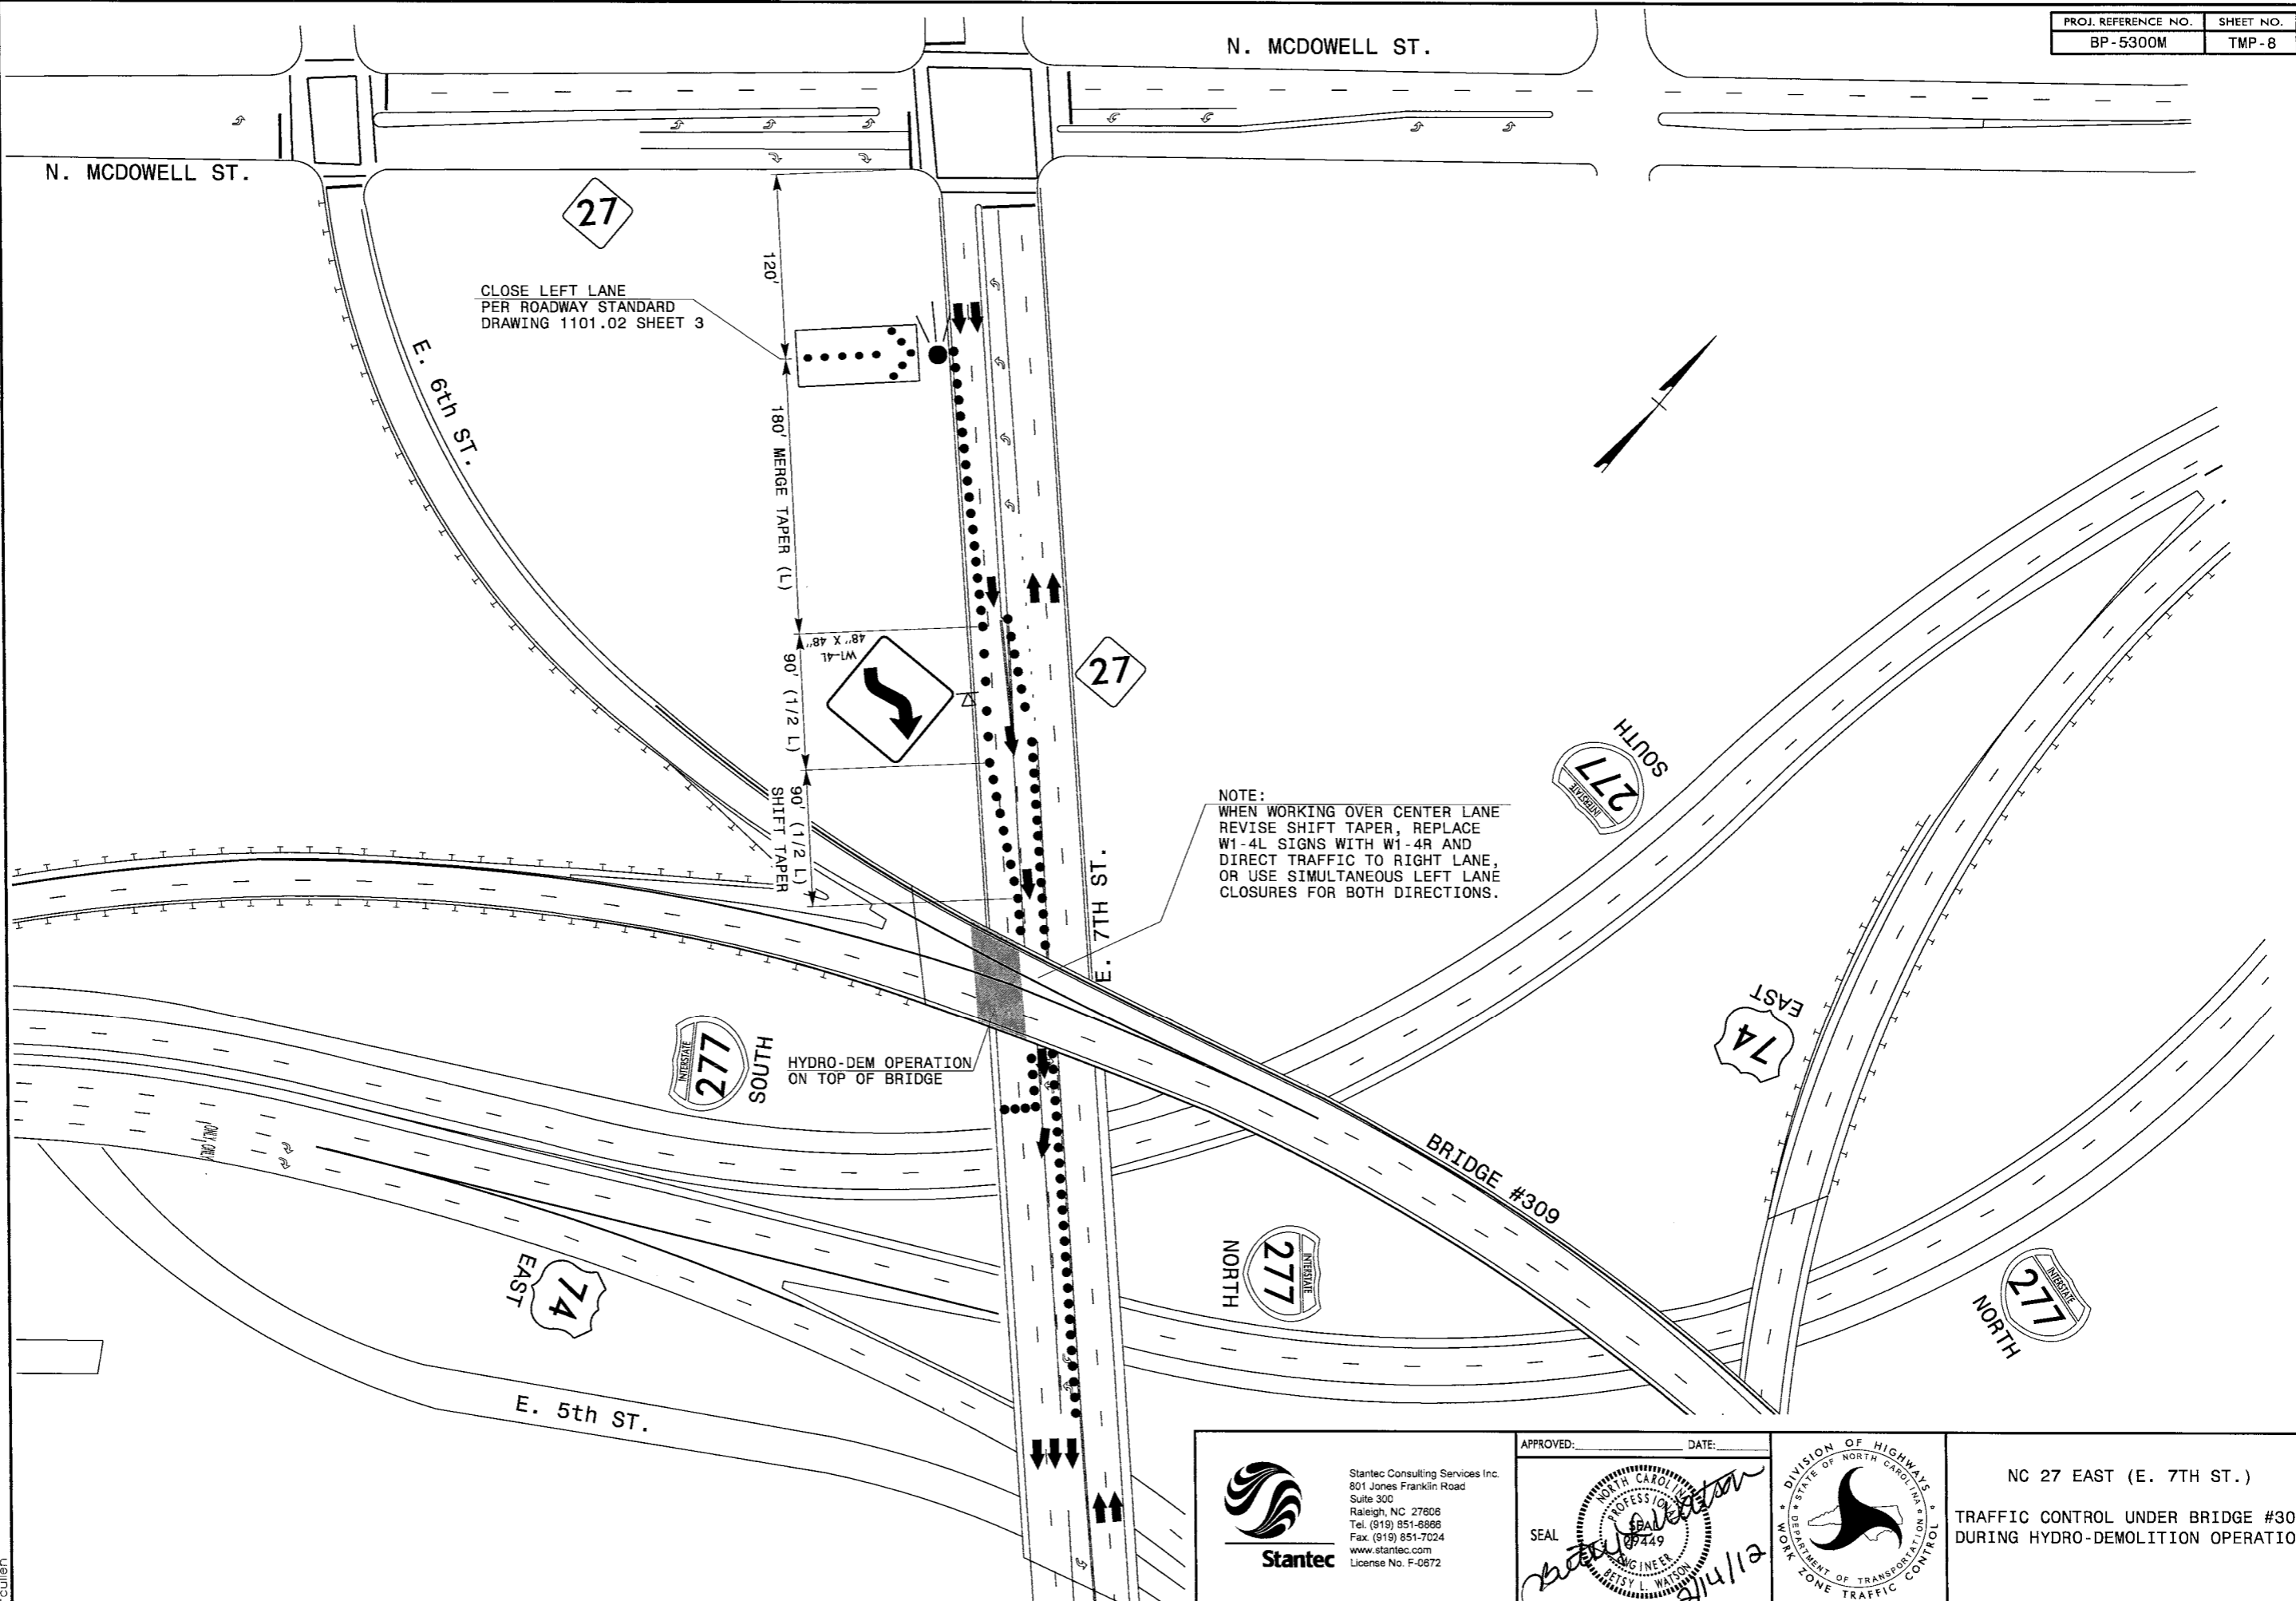 PROJ. REFERENCE NO.
SHEET NO.
BP-5300M
TMP-8
N. MCDOWELL ST.
N. MCDOWELL ST.
27
120'
CLOSE LEFT LANE
PER ROADWAY STANDARD
DRAWING 1101.02 SHEET 3
E. 6th ST.
180' MERGE TAPER (L)
W1-4L
48" X 48"
90' (1/2 L)
27
90' (1/2 L)
SHIFT TAPER
NOTE:
WHEN WORKING OVER CENTER LANE
REVISE SHIFT TAPER, REPLACE
W1-4L SIGNS WITH W1-4R AND
DIRECT TRAFFIC TO RIGHT LANE,
OR USE SIMULTANEOUS LEFT LANE
CLOSURES FOR BOTH DIRECTIONS.
SOUTH
INTERSTATE
277
E. 7TH ST.
EAST
74
INTERSTATE
277
SOUTH
HYDRO-DEM OPERATION
ON TOP OF BRIDGE
ONLY ONLY
BRIDGE #309
EAST
74
NORTH
INTERSTATE
277
INTERSTATE
277
NORTH
E. 5th ST.
Stantec
Stantec Consulting Services Inc.
801 Jones Franklin Road
Suite 300
Raleigh, NC 27606
Tel. (919) 851-6866
Fax. (919) 851-7024
www.stantec.com
License No. F-0672
APPROVED:
DATE:
SEAL
NORTH CAROLINA
PROFESSIONAL
SEAL
29449
ENGINEER
BETSY L. WATSON
Betsy L. Watson
DIVISION OF HIGHWAYS
STATE OF NORTH CAROLINA
DEPARTMENT OF TRANSPORTATION
WORK ZONE TRAFFIC CONTROL
NC 27 EAST (E. 7TH ST.)
TRAFFIC CONTROL UNDER BRIDGE #30
DURING HYDRO-DEMOLITION OPERATIO